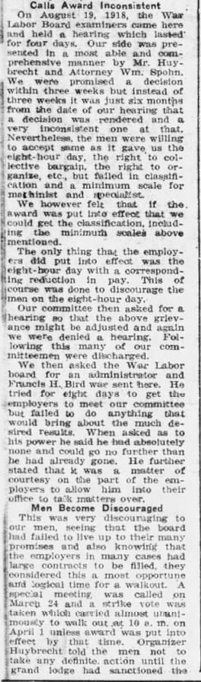 Calls Award Inconsistent
On August 19, 1918, the War
Labor Board examiners came here
and held a hearing which lasted
for four days. Our side was pre-
sented in a most able and com-
prehensive manner by Mr. Huy-
brecht and Attorney Wm. Spohn.
We were promised a decision
within three weeks but instead of
three weeks it was just six months
from the date of our hearing that
a decision was rendered and a
very inconsistent one at that.
Nevertheless, the men were willing
to accept same as it gave us the
eight-hour day, the right to col-
lective bargain, the right to or-
ganize, etc., but failed in classifi-
cation and a minimum scale for
machinist and specialist.
We however felt that if the
award was put into effect that we
could get the classification, includ-
ing the minimum scales above
mentioned.
The only thing that the employ-
ers did put into effect was the
eight-hour day with a correspond-
ing reduction in pay. This of
course was done to discourage the
men on the eight-hour day.
Our committee then asked for a
hearing so that the above griev-
ance might be adjusted and again
we were denied a hearing. Fol-
lowing this many of our com-
mitteemen were discharged.
We then asked the War Labor
board for an administrator and
Francis H. Bird was sent here. He
tried for eight days to get the
employers to meet our committee
but failed to do anything that
would bring about the much de-
sired results. When asked as to
his power he said he had absolutely
none and could go no further than
he had already gone. He further
stated that it was a matter of
courtesy on the part of the em-
ployers to allow him into their
office to talk matters over.
Men Become Discouraged
This was very discouraging to
our men, seeing that the board
had failed to live up to their many
promises and also knowing that
the employers in many cases had
large contracts to be filled, they
considered this a most opportune
and logical time for a walkout. A
special meeting was called on
March 24 and a strike vote was
taken which carried almost unani-
mously to walk out at 10 a. m. on
April 1 unless award was put into
effect by that time. Organizer
Huybrecht told the men not to
take any definite action until the
grand lodge had sanctioned the